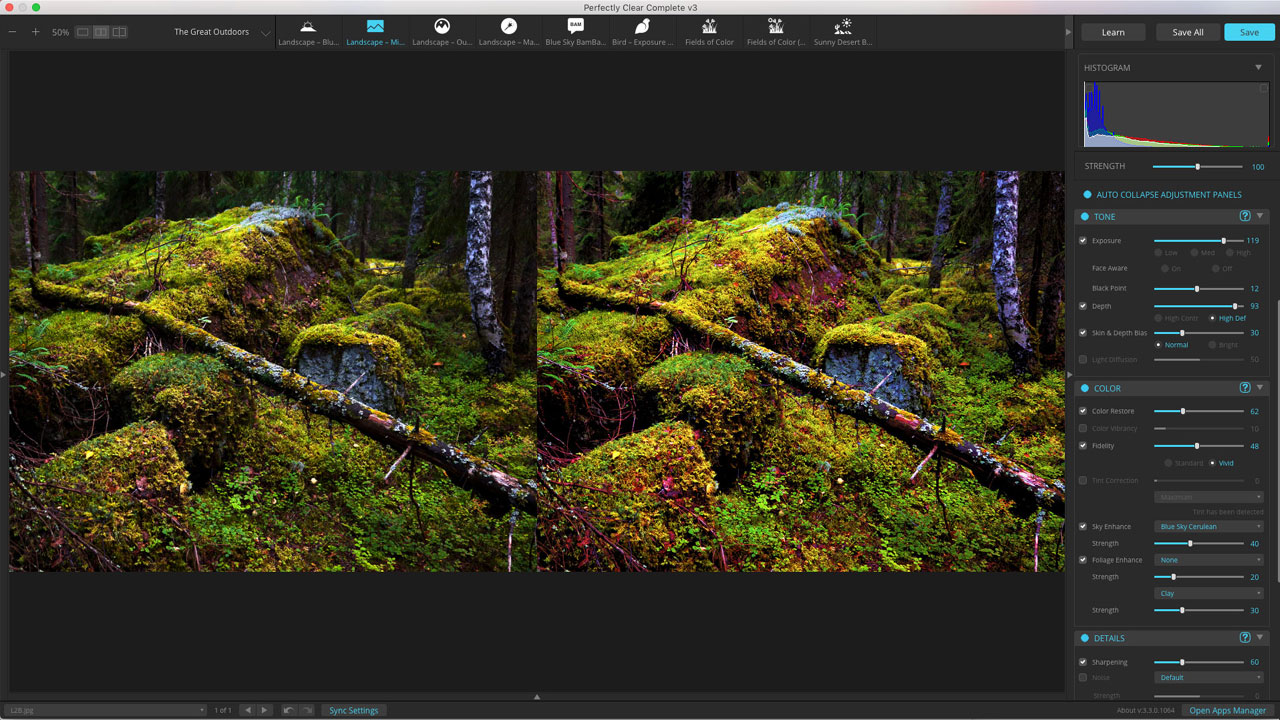 Perfectly Clear Complete v3
50%
The Great Outdoors
Landscape – Blu...
Landscape – Mi...
Landscape – Ou...
Landscape – Ma...
BAM
Blue Sky BamBa...
Bird – Exposure ...
Fields of Color
Fields of Color (...
Sunny Desert B...
Learn
Save All
Save
HISTOGRAM
STRENGTH 100
AUTO COLLAPSE ADJUSTMENT PANELS
TONE ?
Exposure 119
Low Med High
Face Aware On Off
Black Point 12
Depth 93
High Contr High Def
Skin & Depth Bias 30
Normal Bright
Light Diffusion 50
COLOR ?
Color Restore 62
Color Vibrancy 10
Fidelity 48
Standard Vivid
Tint Correction 0
Maximum
Tint has been detected
Sky Enhance Blue Sky Cerulean
Strength 40
Foliage Enhance None
Strength 20
Clay
Strength 30
DETAILS ?
Sharpening 60
Noise Default
Strength
L2B.jpg
1 of 1
Sync Settings
About v.3.3.0.1064
Open Apps Manager